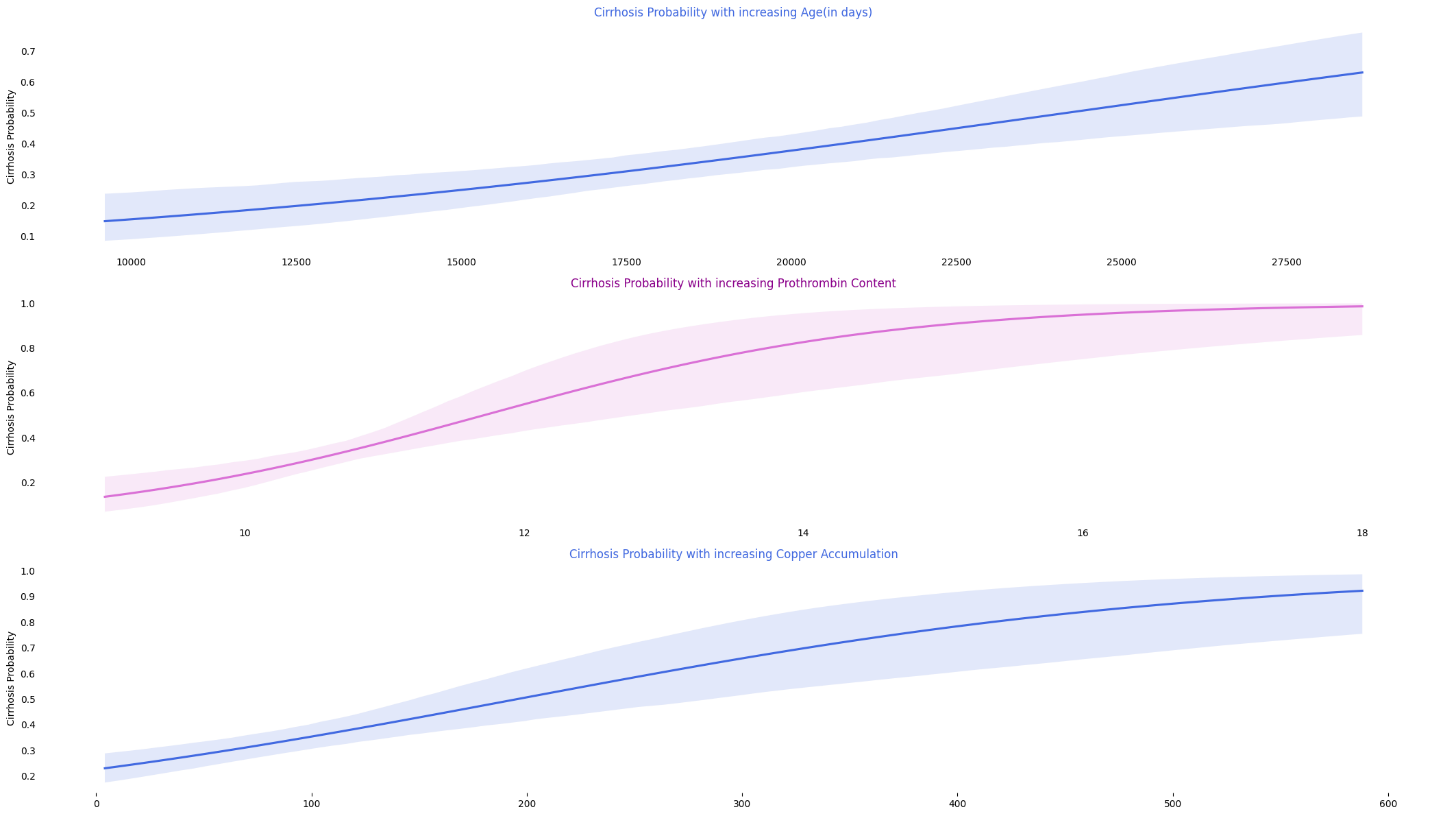 Cirrhosis Probability with increasing Age(in days)
Cirrhosis Probability
0.7
0.6
0.5
0.4
0.3
0.2
0.1
10000 12500 15000 17500 20000 22500 25000 27500
Cirrhosis Probability with increasing Prothrombin Content
Cirrhosis Probability
1.0
0.8
0.6
0.4
0.2
10 12 14 16 18
Cirrhosis Probability with increasing Copper Accumulation
Cirrhosis Probability
1.0
0.9
0.8
0.7
0.6
0.5
0.4
0.3
0.2
0 100 200 300 400 500 600